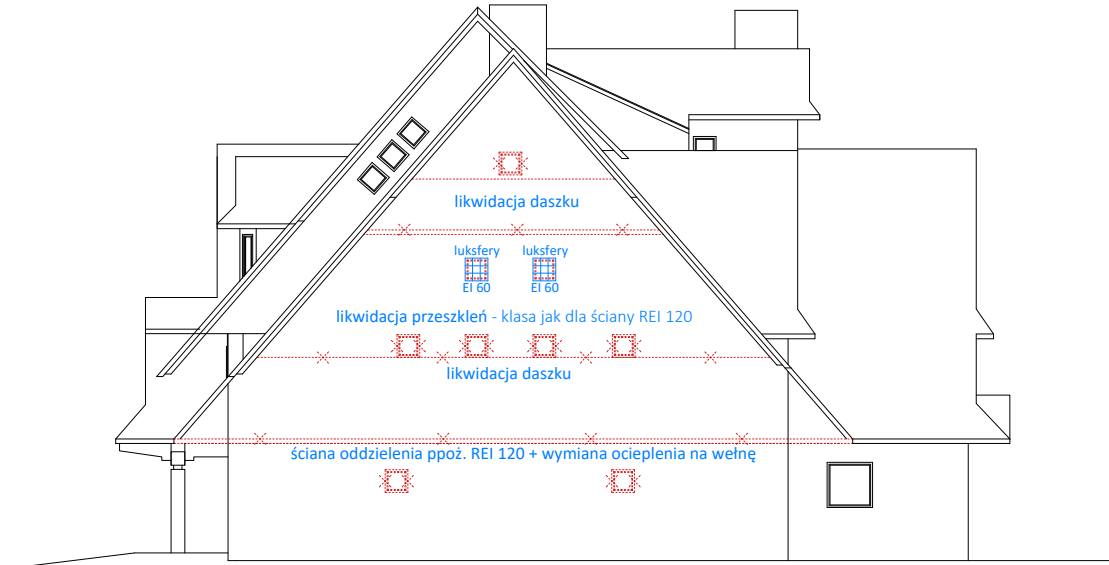 likwidacja daszku
luksfery luksfery
EI 60 EI 60
likwidacja przeszkleń - klasa jak dla ściany REI 120
likwidacja daszku
ściana oddzielenia ppoż. REI 120 + wymiana ocieplenia na wełnę